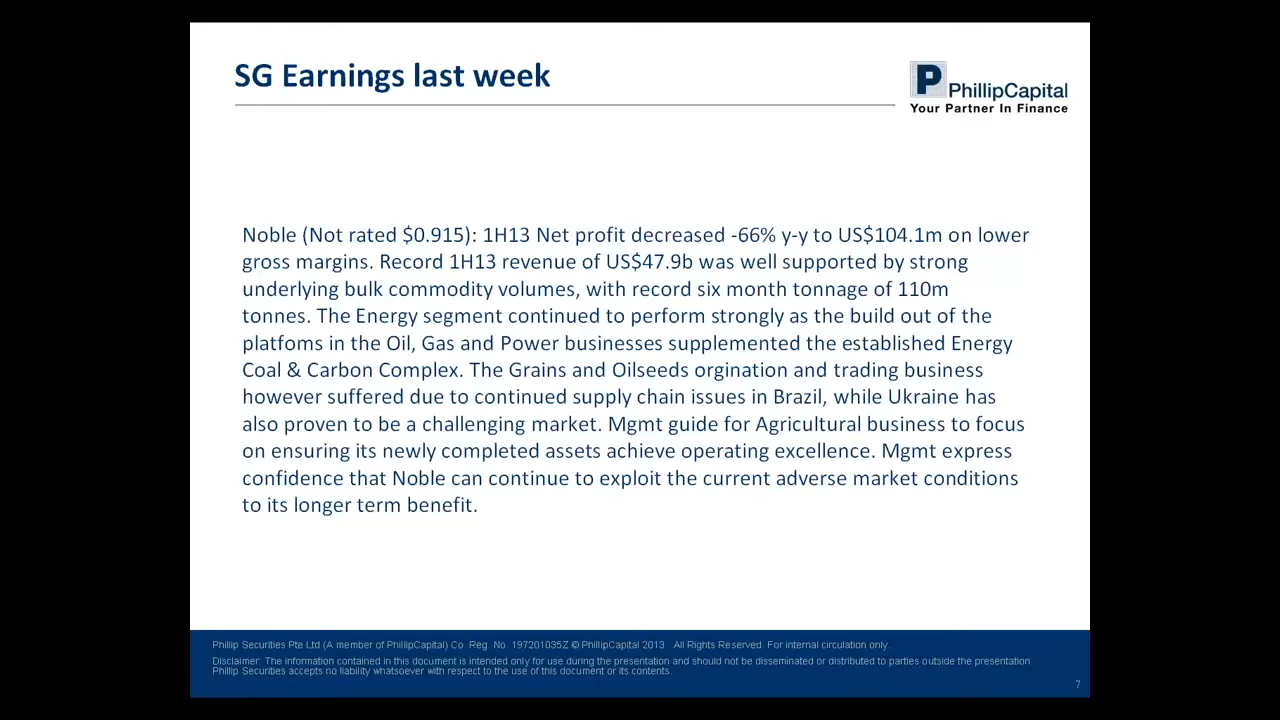 SG Earnings last week
P PhillipCapital
Your Partner In Finance
Noble (Not rated $0.915): 1H13 Net profit decreased -66% y-y to US$104.1m on lower
gross margins. Record 1H13 revenue of US$47.9b was well supported by strong
underlying bulk commodity volumes, with record six month tonnage of 110m
tonnes. The Energy segment continued to perform strongly as the build out of the
platfoms in the Oil, Gas and Power businesses supplemented the established Energy
Coal & Carbon Complex. The Grains and Oilseeds orgination and trading business
however suffered due to continued supply chain issues in Brazil, while Ukraine has
also proven to be a challenging market. Mgmt guide for Agricultural business to focus
on ensuring its newly completed assets achieve operating excellence. Mgmt express
confidence that Noble can continue to exploit the current adverse market conditions
to its longer term benefit.
Phillip Securities Pte Ltd (A member of PhillipCapital) Co. Reg. No. 197201035Z © PhillipCapital 2013. All Rights Reserved. For internal circulation only.
Disclaimer: The information contained in this document is intended only for use during the presentation and should not be disseminated or distributed to parties outside the presentation.
Phillip Securities accepts no liability whatsoever with respect to the use of this document or its contents.
7